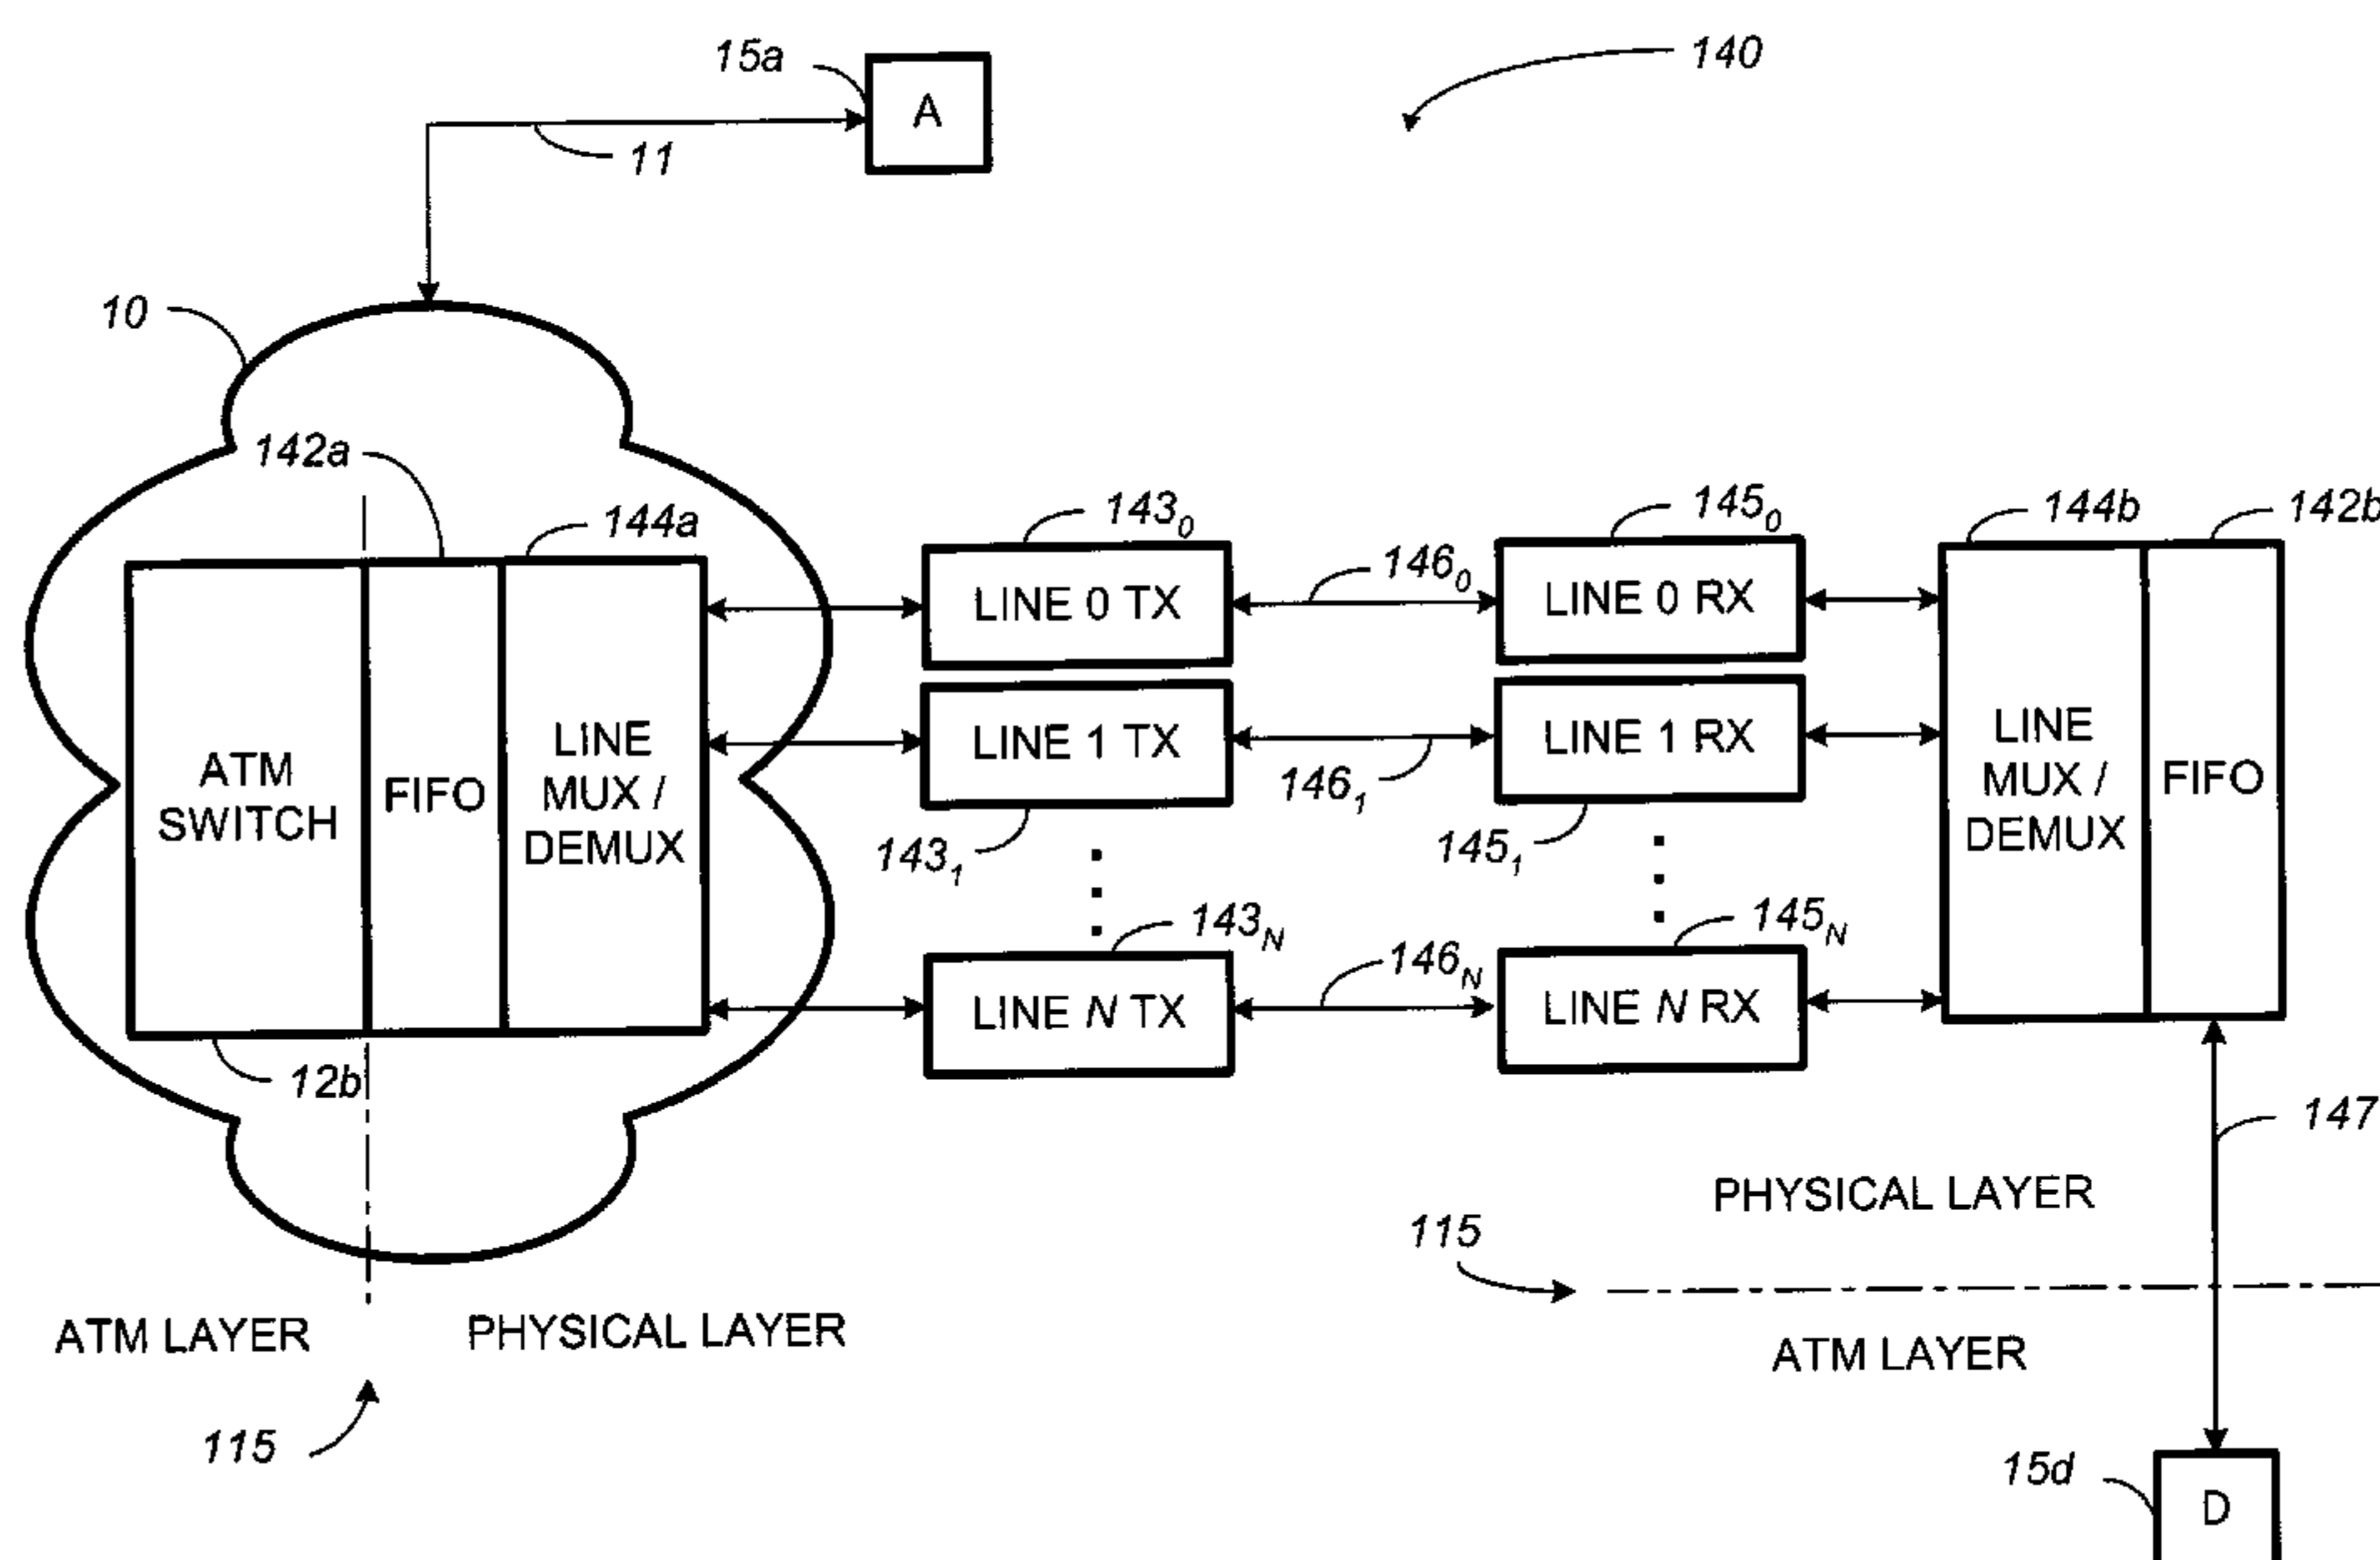 15a
A
140
11
10
142a
144a
143₀
146₀
145₀
144b
142b
LINE 0 TX
LINE 0 RX
ATM
SWITCH
FIFO
LINE
MUX /
DEMUX
LINE 1 TX
146₁
LINE 1 RX
LINE
MUX /
DEMUX
FIFO
143₁
145₁
143N
146N
145N
LINE N TX
LINE N RX
12b
147
PHYSICAL LAYER
115
ATM LAYER
PHYSICAL LAYER
ATM LAYER
115
15d
D